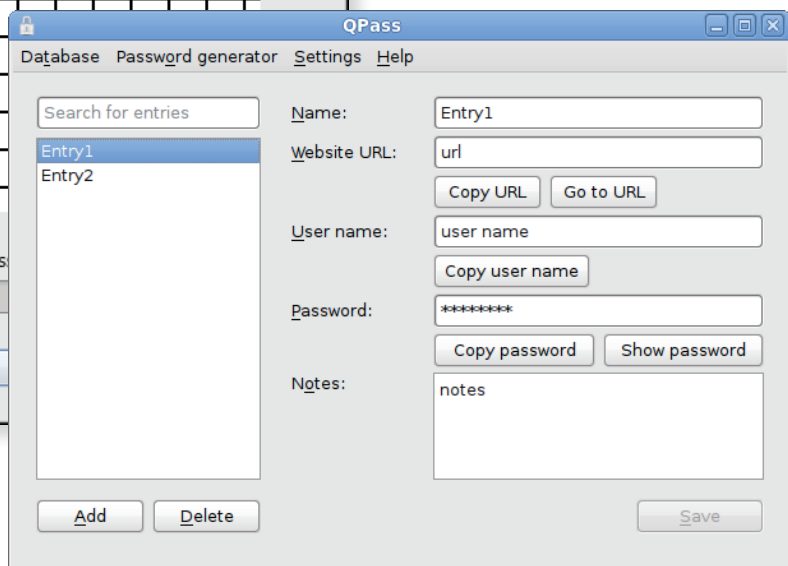 QPass
Database Password generator Settings Help
Search for entries
Entry1
Entry2
Name: Entry1
Website URL: url
Copy URL Go to URL
User name: user name
Copy user name
Password: ********
Copy password Show password
Notes: notes
Add Delete
Save